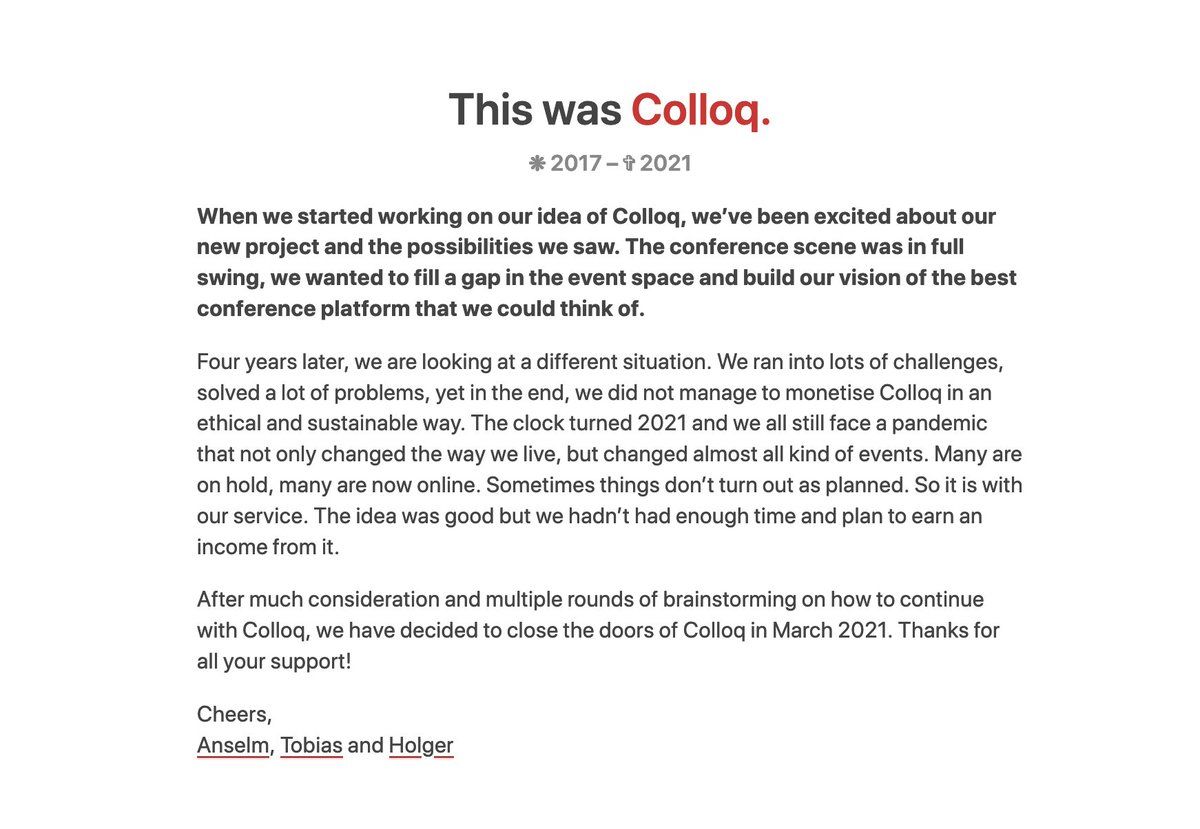 This was Colloq.
❋ 2017 – ✞ 2021
When we started working on our idea of Colloq, we’ve been excited about our
new project and the possibilities we saw. The conference scene was in full
swing, we wanted to fill a gap in the event space and build our vision of the best
conference platform that we could think of.
Four years later, we are looking at a different situation. We ran into lots of challenges,
solved a lot of problems, yet in the end, we did not manage to monetise Colloq in an
ethical and sustainable way. The clock turned 2021 and we all still face a pandemic
that not only changed the way we live, but changed almost all kind of events. Many are
on hold, many are now online. Sometimes things don’t turn out as planned. So it is with
our service. The idea was good but we hadn’t had enough time and plan to earn an
income from it.
After much consideration and multiple rounds of brainstorming on how to continue
with Colloq, we have decided to close the doors of Colloq in March 2021. Thanks for
all your support!
Cheers,
Anselm, Tobias and Holger